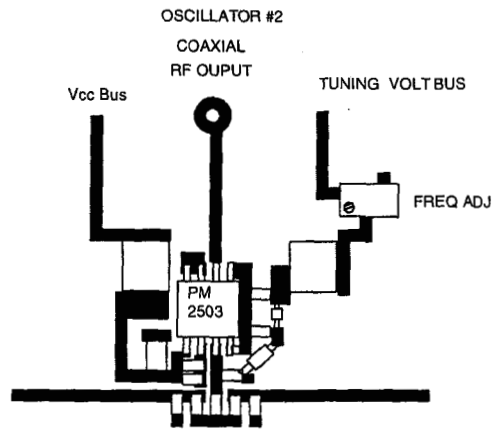 OSCILLATOR #2
COAXIAL
RF OUPUT
TUNING VOLT BUS
Vcc Bus
FREQ ADJ
PM
2503